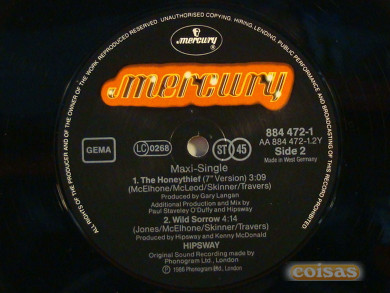 ALL RIGHTS OF THE PRODUCER AND OF THE OWNER OF THE WORK REPRODUCED RESERVED UNAUTHORISED COPYING, HIRING, LENDING, PUBLIC PERFORMANCE AND BROADCASTING OF THIS RECORD PROHIBITED
mercury
mercury
884 472-1
AA 884 472-1.2Y
Side 2
Made in West Germany
GEMA
LC 0268
ST 45
Maxi-Single
1. The Honeythief (7" Version) 3:09
(McElhone/McLeod/Skinner/Travers)
Produced by Gary Langan
Additional Production and Mix by
Paul Staveley O'Duffy and Hipsway
2. Wild Sorrow 4:14
(Jones/McElhone/Skinner/Travers)
Produced by Hipsway and Kenny McDonald
HIPSWAY
Original Sound Recording made by
Phonogram Ltd., London
℗ 1986 Phonogram Ltd., London
coisas